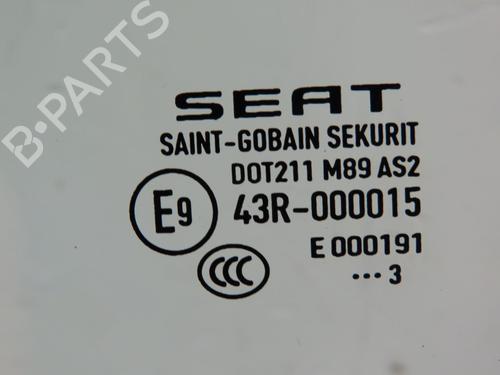 B-PARTS
SEAT
SAINT-GOBAIN SEKURIT
DOT211 M89 AS2
E9 43R-000015
E 000191
CCC ··· 3